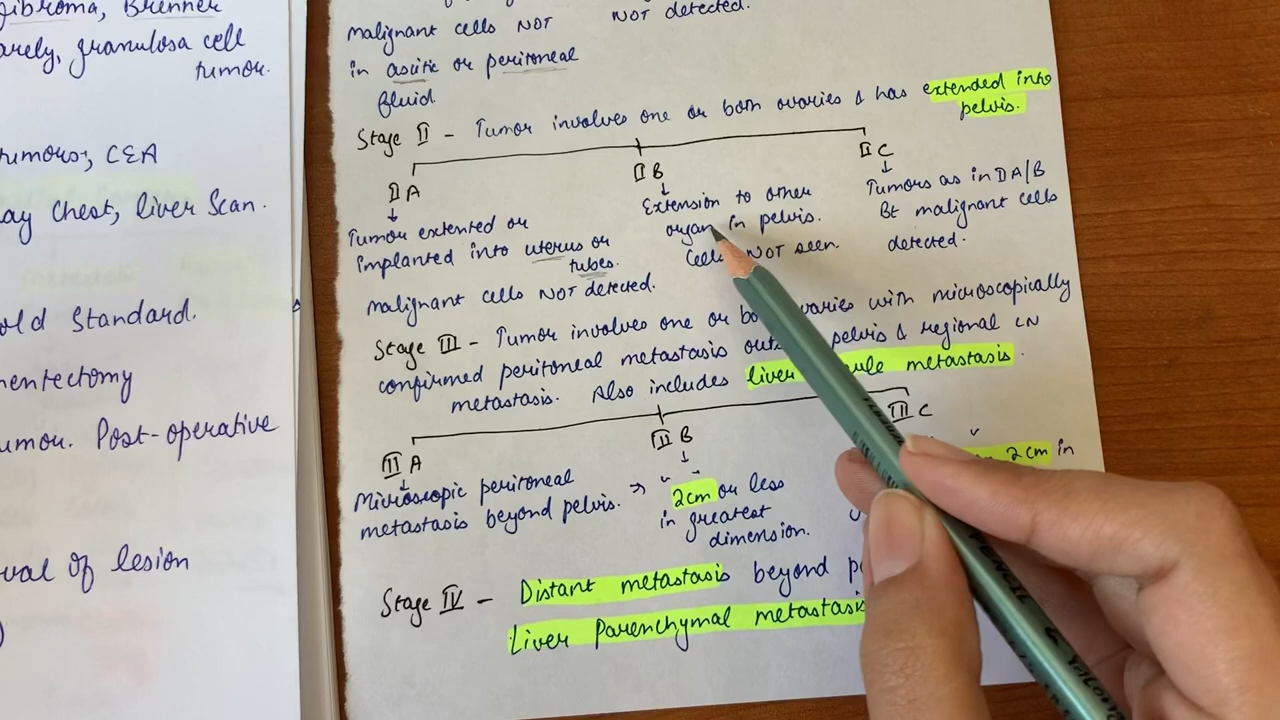 fibroma, Brenner
arely, granulosa cell
tumor.
tumors, CEA
ay Chest, liver Scan.
old Standard.
mentectomy
umor. Post-operative
val of lesion
malignant cells NOT
NOT detected.
in ascitic or peritoneal
fluid.
Stage II - Tumor involves one or both ovaries & has extended into
pelvis.
II A
II B
II C
Tumor extented or
implanted into uterus or
tubes.
malignant cells NOT detected.
Extension to other
organ in pelvis.
Cells NOT seen.
Tumors as in IIA/B
Bt malignant cells
detected.
Stage III - Tumor involves one or both ovaries with microscopically
confirmed peritoneal metastasis pelvis & regional LN
metastasis. Also includes liver metastasis.
III A
III B
III C
Microscopic peritoneal
metastasis beyond pelvis. →
" "
2cm or less
in greatest
dimension.
2cm in
Stage IV - Distant metastasis beyond
Liver Parenchymal metastasis
PENCIL